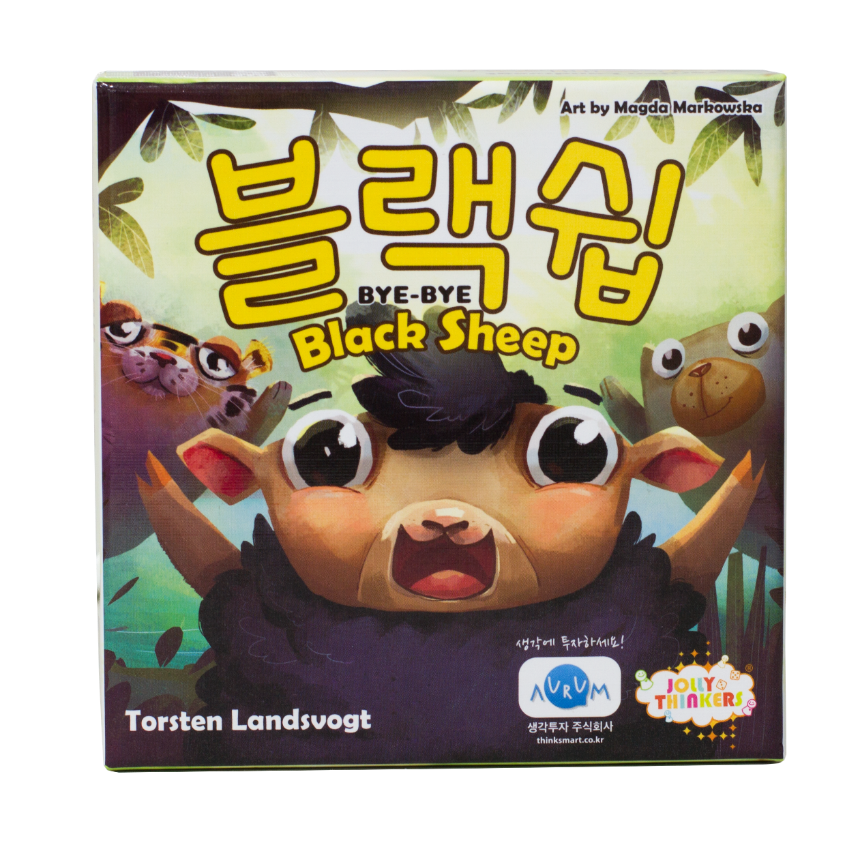 Art by Magda Markowska
블랙쉽
BYE-BYE
Black Sheep
생각에 투자하세요!
AURUM
생각투자 주식회사
thinksmart.co.kr
JOLLY
THINKERS
®
Torsten Landsvogt